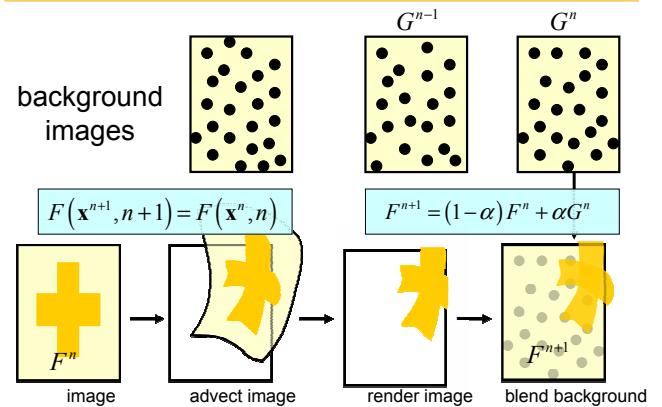 G^{n-1}
G^n
background
images
F(𝐱^{n+1}, n+1) = F(𝐱^n, n)
F^{n+1} = (1-α)F^n + αG^n
F^n
F^{n+1}
image
advect image
render image
blend background